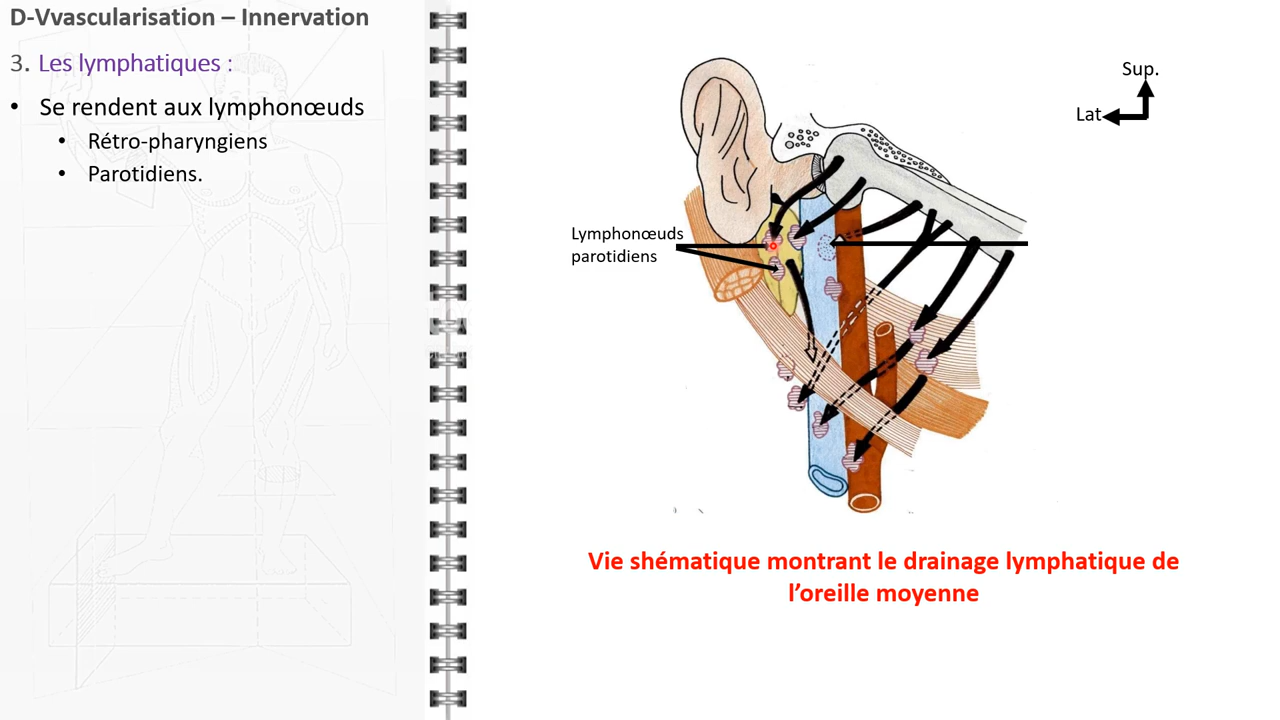 D-Vvascularisation – Innervation
3. Les lymphatiques :
• Se rendent aux lymphonœuds
• Rétro-pharyngiens
• Parotidiens.
Sup.
Lat
Lymphonœuds
parotidiens
Vie shématique montrant le drainage lymphatique de
l’oreille moyenne